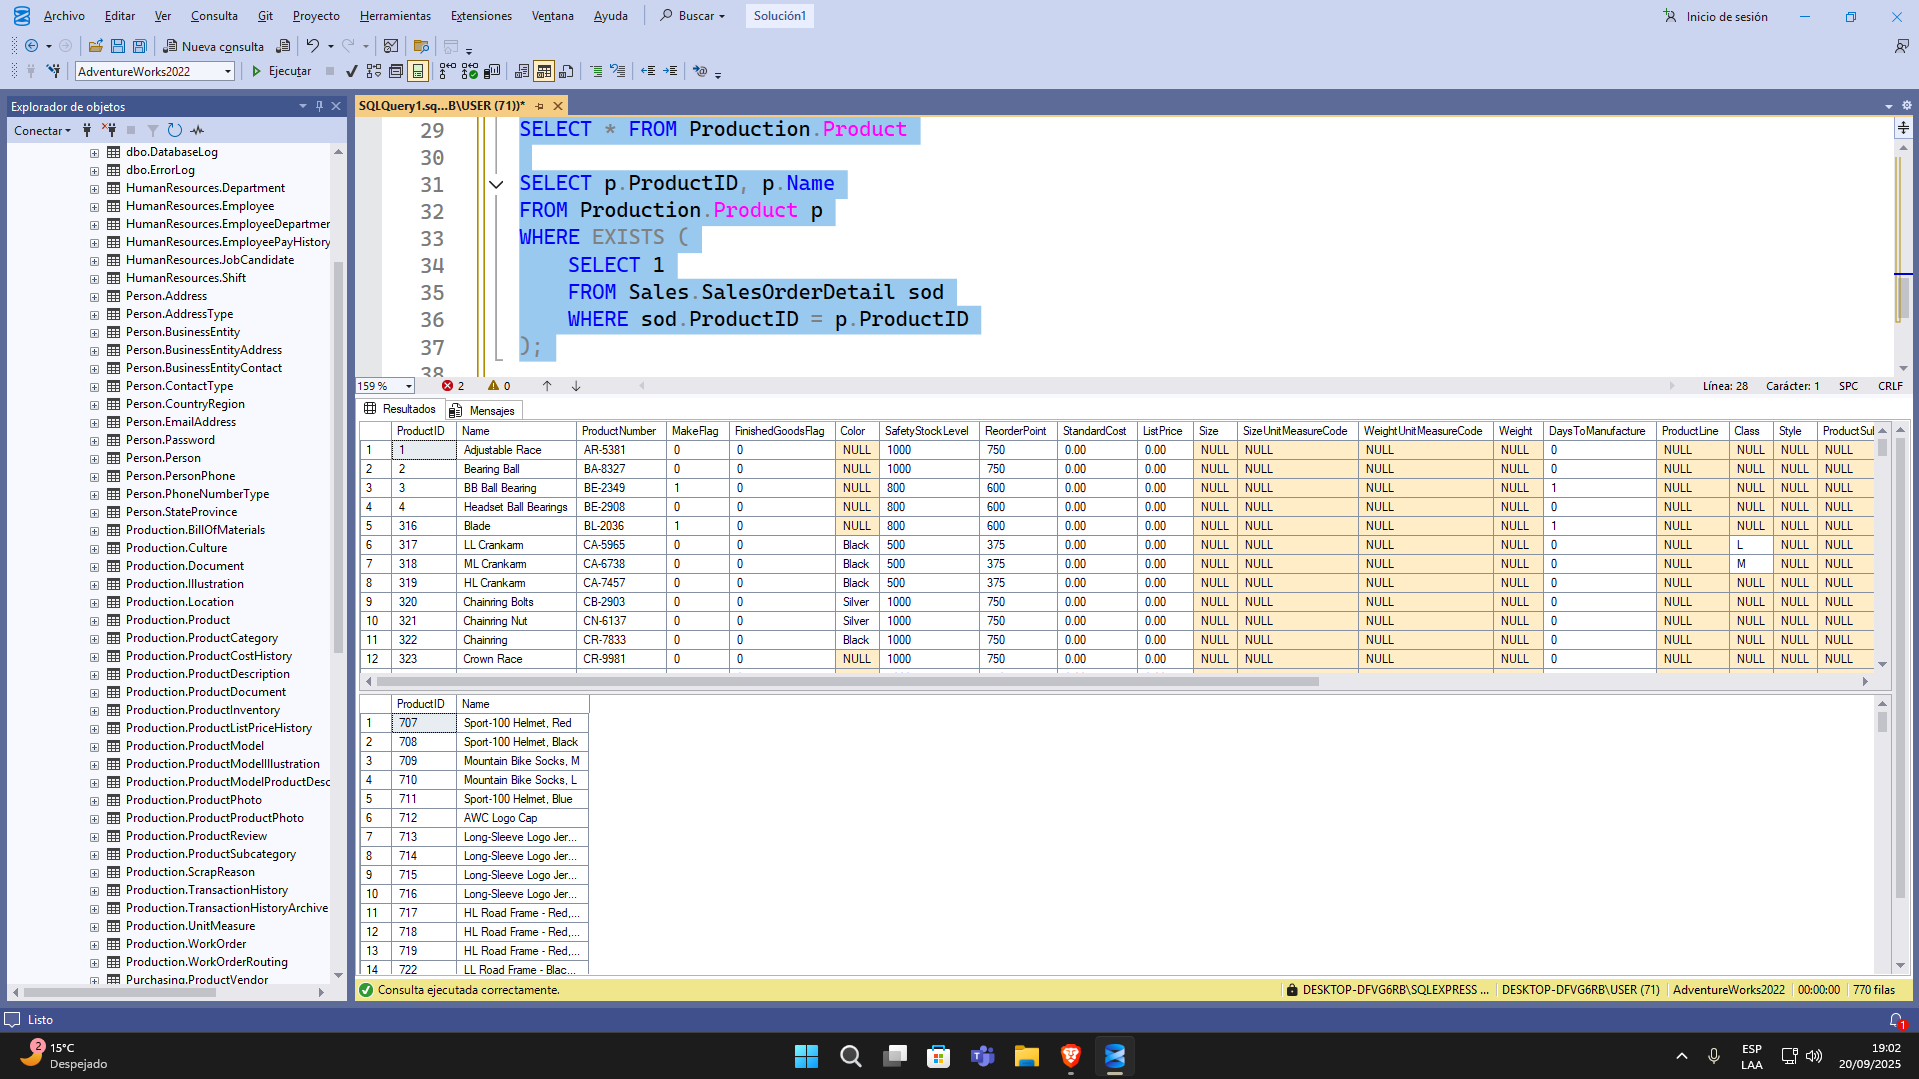 Archivo Editar Ver Consulta Git Proyecto Herramientas Extensiones Ventana Ayuda Buscar Solución1 Inicio de sesión
Nueva consulta
AdventureWorks2022 Ejecutar
Explorador de objetos
Conectar
dbo.DatabaseLog
dbo.ErrorLog
HumanResources.Department
HumanResources.Employee
HumanResources.EmployeeDepartmer
HumanResources.EmployeePayHistory
HumanResources.JobCandidate
HumanResources.Shift
Person.Address
Person.AddressType
Person.BusinessEntity
Person.BusinessEntityAddress
Person.BusinessEntityContact
Person.ContactType
Person.CountryRegion
Person.EmailAddress
Person.Password
Person.Person
Person.PersonPhone
Person.PhoneNumberType
Person.StateProvince
Production.BillOfMaterials
Production.Culture
Production.Document
Production.Illustration
Production.Location
Production.Product
Production.ProductCategory
Production.ProductCostHistory
Production.ProductDescription
Production.ProductDocument
Production.ProductInventory
Production.ProductListPriceHistory
Production.ProductModel
Production.ProductModelIllustration
Production.ProductModelProductDesc
Production.ProductPhoto
Production.ProductProductPhoto
Production.ProductReview
Production.ProductSubcategory
Production.ScrapReason
Production.TransactionHistory
Production.TransactionHistoryArchive
Production.UnitMeasure
Production.WorkOrder
Production.WorkOrderRouting
Purchasing.ProductVendor
SQLQuery1.sq...B\USER (71))*
29 SELECT * FROM Production.Product
30
31 SELECT p.ProductID, p.Name
32 FROM Production.Product p
33 WHERE EXISTS (
34 SELECT 1
35 FROM Sales.SalesOrderDetail sod
36 WHERE sod.ProductID = p.ProductID
37 );
38
159 % 2 0 Línea: 28 Carácter: 1 SPC CRLF
Resultados Mensajes
ProductID Name ProductNumber MakeFlag FinishedGoodsFlag Color SafetyStockLevel ReorderPoint StandardCost ListPrice Size SizeUnitMeasureCode WeightUnitMeasureCode Weight DaysToManufacture ProductLine Class Style ProductSul
1 1 Adjustable Race AR-5381 0 0 NULL 1000 750 0.00 0.00 NULL NULL NULL NULL 0 NULL NULL NULL NULL
2 2 Bearing Ball BA-8327 0 0 NULL 1000 750 0.00 0.00 NULL NULL NULL NULL 0 NULL NULL NULL NULL
3 3 BB Ball Bearing BE-2349 1 0 NULL 800 600 0.00 0.00 NULL NULL NULL NULL 1 NULL NULL NULL NULL
4 4 Headset Ball Bearings BE-2908 0 0 NULL 800 600 0.00 0.00 NULL NULL NULL NULL 0 NULL NULL NULL NULL
5 316 Blade BL-2036 1 0 NULL 800 600 0.00 0.00 NULL NULL NULL NULL 1 NULL NULL NULL NULL
6 317 LL Crankarm CA-5965 0 0 Black 500 375 0.00 0.00 NULL NULL NULL NULL 0 NULL L NULL NULL
7 318 ML Crankarm CA-6738 0 0 Black 500 375 0.00 0.00 NULL NULL NULL NULL 0 NULL M NULL NULL
8 319 HL Crankarm CA-7457 0 0 Black 500 375 0.00 0.00 NULL NULL NULL NULL 0 NULL NULL NULL NULL
9 320 Chainring Bolts CB-2903 0 0 Silver 1000 750 0.00 0.00 NULL NULL NULL NULL 0 NULL NULL NULL NULL
10 321 Chainring Nut CN-6137 0 0 Silver 1000 750 0.00 0.00 NULL NULL NULL NULL 0 NULL NULL NULL NULL
11 322 Chainring CR-7833 0 0 Black 1000 750 0.00 0.00 NULL NULL NULL NULL 0 NULL NULL NULL NULL
12 323 Crown Race CR-9981 0 0 NULL 1000 750 0.00 0.00 NULL NULL NULL NULL 0 NULL NULL NULL NULL
ProductID Name
1 707 Sport-100 Helmet, Red
2 708 Sport-100 Helmet, Black
3 709 Mountain Bike Socks, M
4 710 Mountain Bike Socks, L
5 711 Sport-100 Helmet, Blue
6 712 AWC Logo Cap
7 713 Long-Sleeve Logo Jer...
8 714 Long-Sleeve Logo Jer...
9 715 Long-Sleeve Logo Jer...
10 716 Long-Sleeve Logo Jer...
11 717 HL Road Frame - Red,...
12 718 HL Road Frame - Red,...
13 719 HL Road Frame - Red,...
14 722 LL Road Frame - Blac...
Consulta ejecutada correctamente. DESKTOP-DFVG6RB\SQLEXPRESS ... DESKTOP-DFVG6RB\USER (71) AdventureWorks2022 00:00:00 770 filas
Listo 1
2 15°C
Despejado
ESP
LAA
19:02
20/09/2025